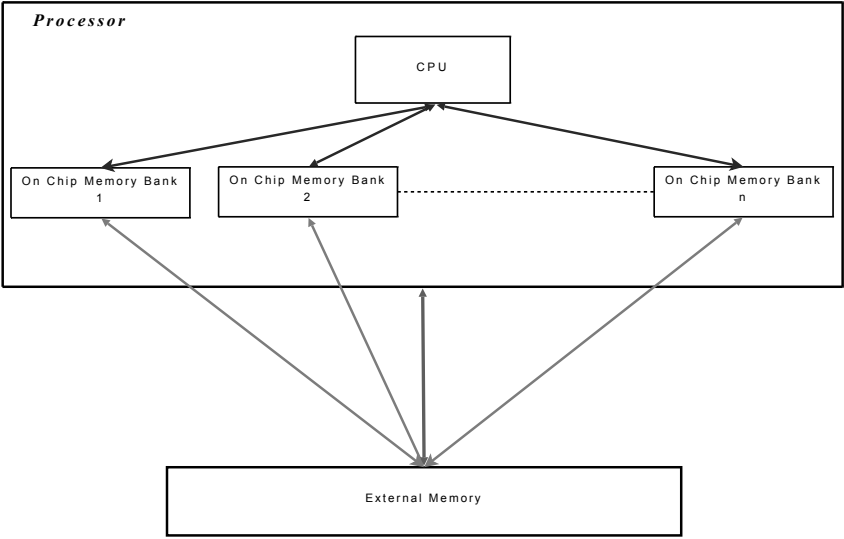 Processor
CPU
On Chip Memory Bank
1
On Chip Memory Bank
2
On Chip Memory Bank
n
External Memory